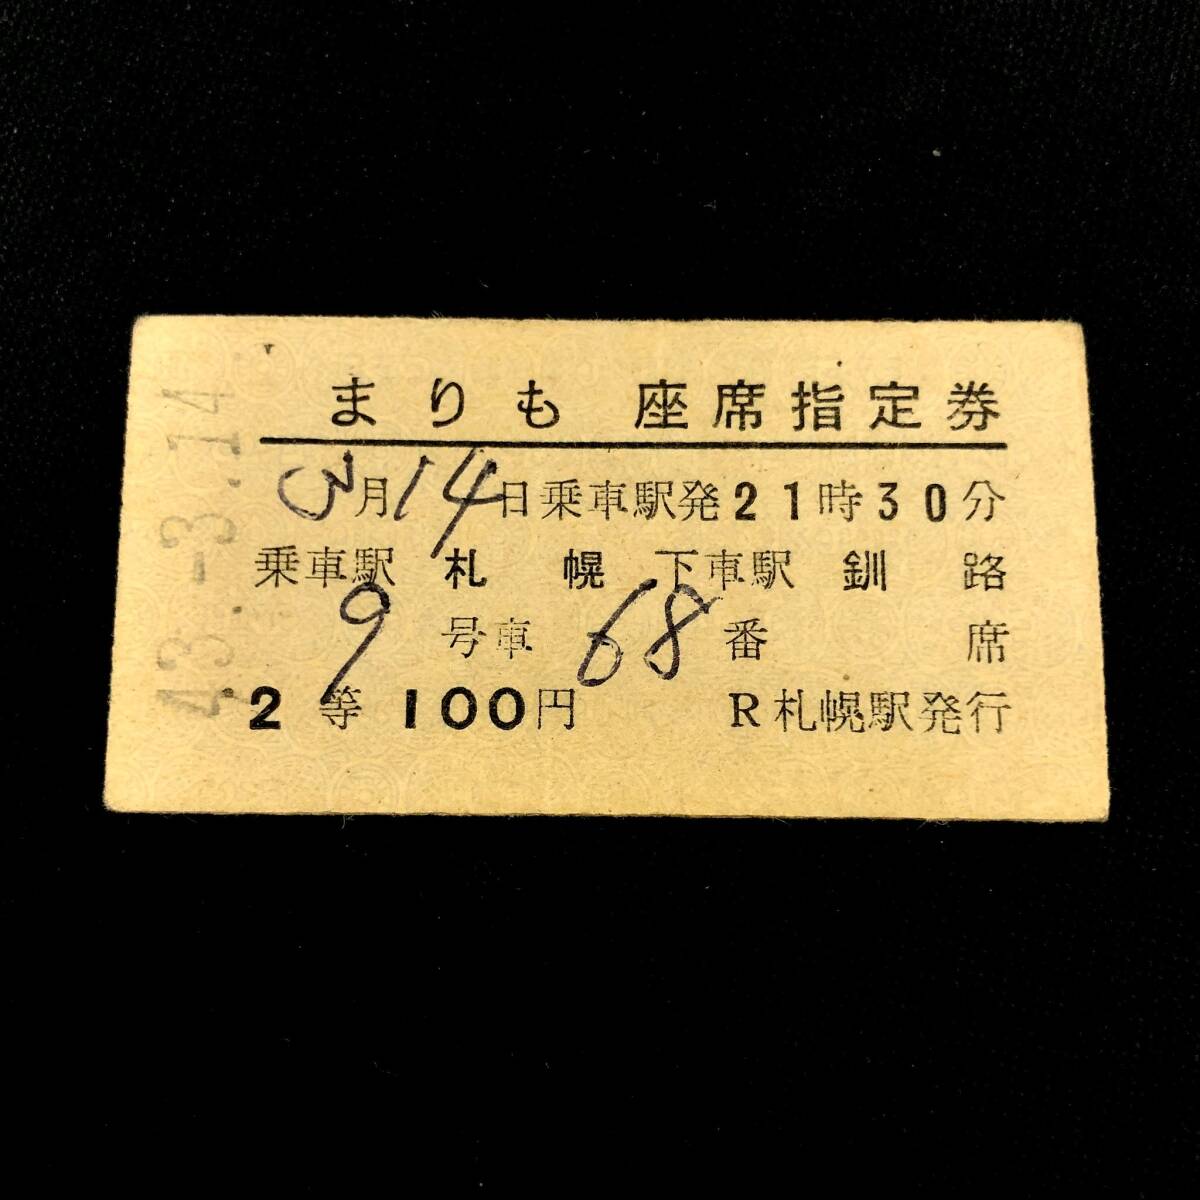 まりも 座席指定券
3月14日乗車駅発21時30分
乗車駅 札 幌 下車駅 釧 路
9 号車 68 番 席
2 等 100円 R札幌駅発行
43.-3.14